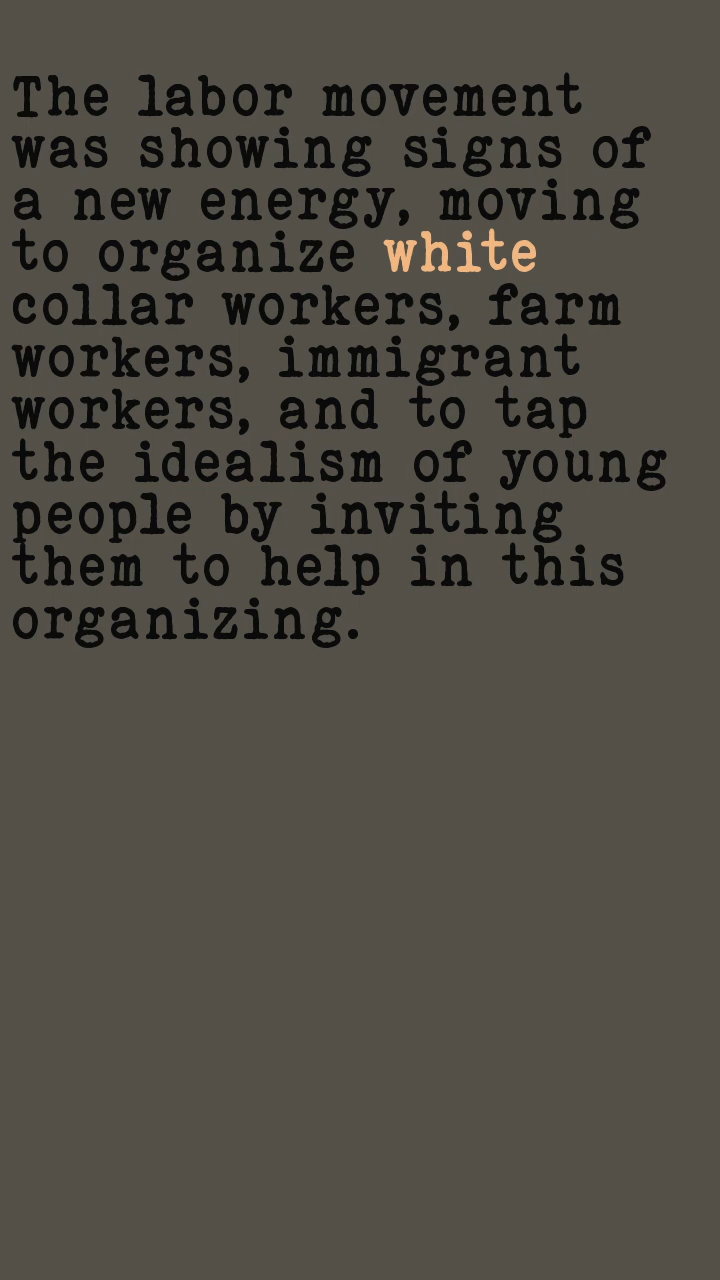 The labor movement
was showing signs of
a new energy, moving
to organize white
collar workers, farm
workers, immigrant
workers, and to tap
the idealism of young
people by inviting
them to help in this
organizing.